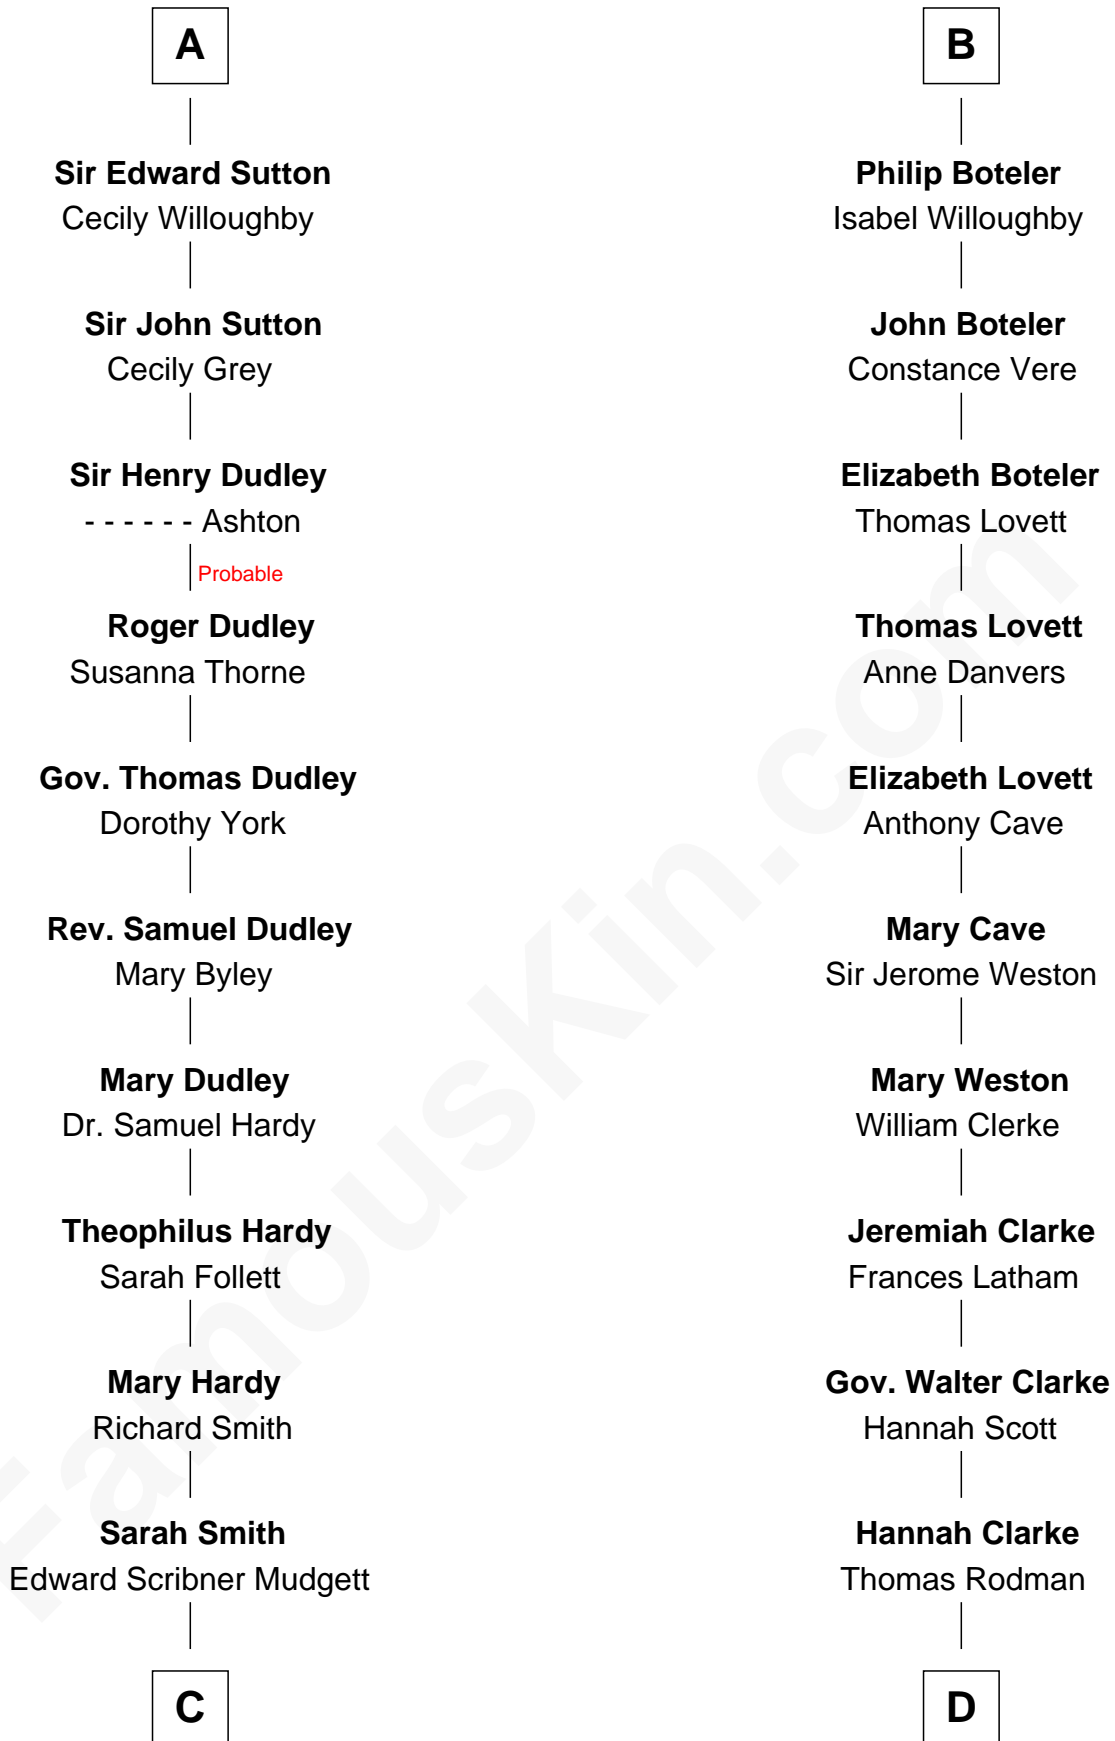 A
Sir Edward Sutton
Cecily Willoughby
Sir John Sutton
Cecily Grey
Sir Henry Dudley
- - - - - - Ashton
Probable
Roger Dudley
Susanna Thorne
Gov. Thomas Dudley
Dorothy York
Rev. Samuel Dudley
Mary Byley
Mary Dudley
Dr. Samuel Hardy
Theophilus Hardy
Sarah Follett
Mary Hardy
Richard Smith
Sarah Smith
Edward Scribner Mudgett
C
B
Philip Boteler
Isabel Willoughby
John Boteler
Constance Vere
Elizabeth Boteler
Thomas Lovett
Thomas Lovett
Anne Danvers
Elizabeth Lovett
Anthony Cave
Mary Cave
Sir Jerome Weston
Mary Weston
William Clerke
Jeremiah Clarke
Frances Latham
Gov. Walter Clarke
Hannah Scott
Hannah Clarke
Thomas Rodman
D
FamousKin.com